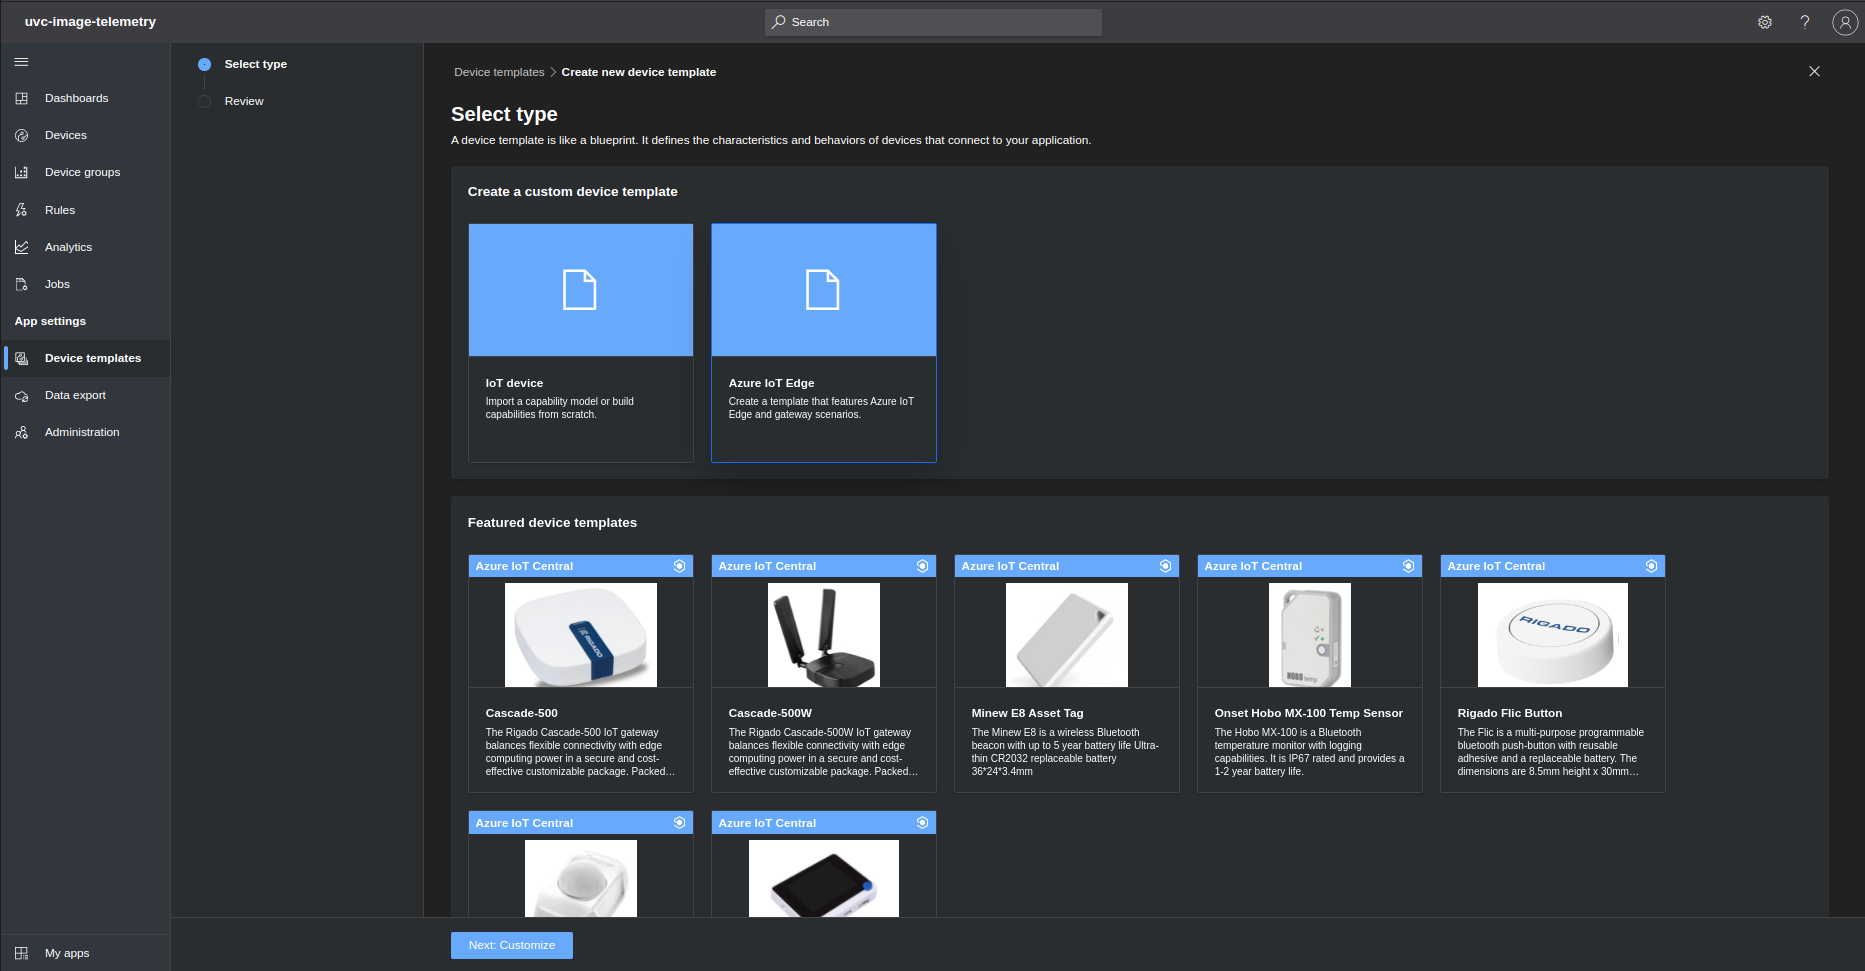 uvc-image-telemetry
Search
Dashboards
Devices
Device groups
Rules
Analytics
Jobs
App settings
Device templates
Data export
Administration
My apps
Select type
Review
Device templates > Create new device template
Select type
A device template is like a blueprint. It defines the characteristics and behaviors of devices that connect to your application.
Create a custom device template
IoT device
Import a capability model or build
capabilities from scratch.
Azure IoT Edge
Create a template that features Azure IoT
Edge and gateway scenarios.
Featured device templates
Azure IoT Central
RIGADO
Cascade-500
The Rigado Cascade-500 IoT gateway
balances flexible connectivity with edge
computing power in a secure and cost-
effective customizable package. Packed…
Azure IoT Central
Cascade-500W
The Rigado Cascade-500W IoT gateway
balances flexible connectivity with edge
computing power in a secure and cost-
effective customizable package. Packed…
Azure IoT Central
Minew E8 Asset Tag
The Minew E8 is a wireless Bluetooth
beacon with up to 5 year battery life Ultra-
thin CR2032 replaceable battery
36*24*3.4mm
Azure IoT Central
HOBO temp
Onset Hobo MX-100 Temp Sensor
The Hobo MX-100 is a Bluetooth
temperature monitor with logging
capabilities. It is IP67 rated and provides a
1-2 year battery life.
Azure IoT Central
RIGADO
Rigado Flic Button
The Flic is a multi-purpose programmable
bluetooth push-button with reusable
adhesive and a replaceable battery. The
dimensions are 8.5mm height x 30mm…
Azure IoT Central
Azure IoT Central
Next: Customize